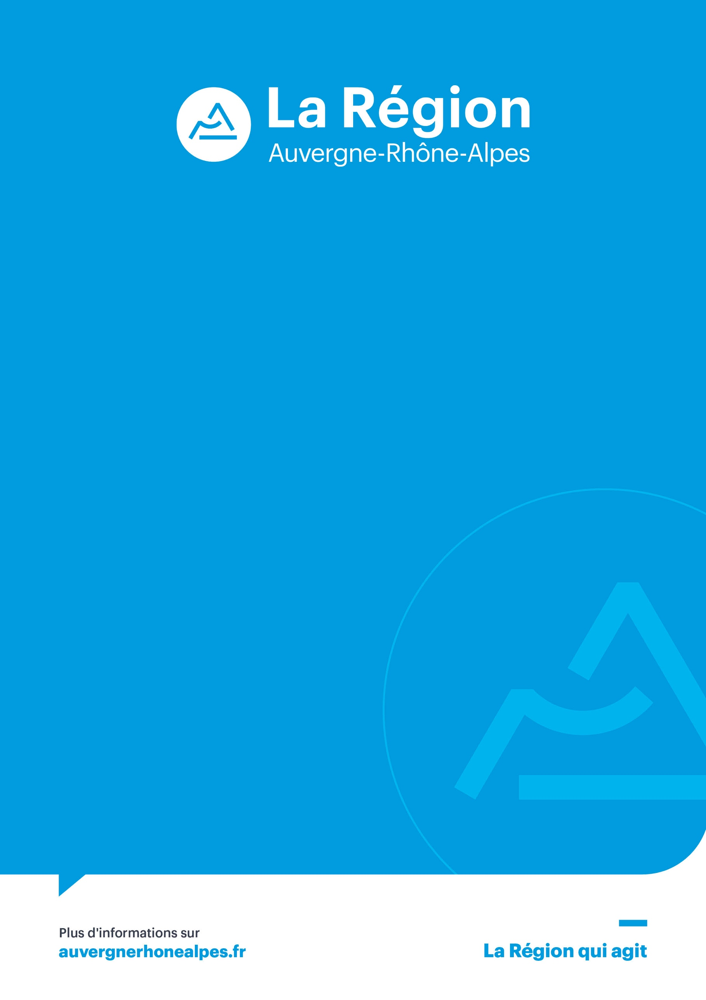 La Région
Auvergne-Rhône-Alpes
Plus d'informations sur
auvergnerhonealpes.fr
La Région qui agit